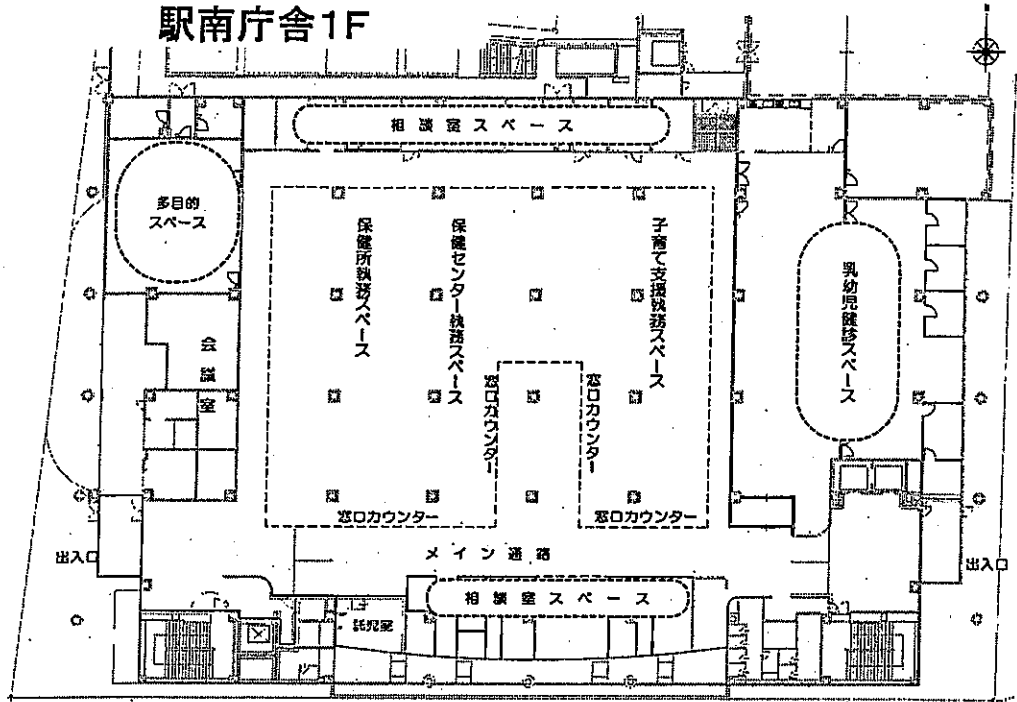 駅南庁舎1F
相談室スペース
多目的
スペース
保健所執務スペース
保健センター執務スペース
子育て支援執務スペース
乳幼児健診スペース
会議室
窓口カウンター
窓口カウンター
窓口カウンター
窓口カウンター
メイン通路
出入口
出入口
相談室スペース
託児室